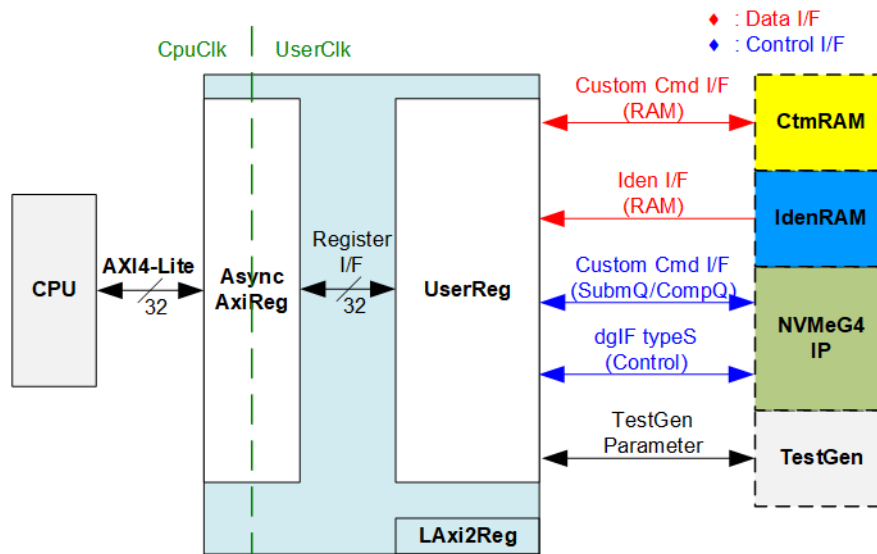 ♦ : Data I/F
♦ : Control I/F
CpuClk
UserClk
Custom Cmd I/F
(RAM)
CtmRAM
Iden I/F
(RAM)
IdenRAM
CPU
AXI4-Lite
32
Async
AxiReg
Register
I/F
32
UserReg
Custom Cmd I/F
(SubmQ/CompQ)
dgIF typeS
(Control)
NVMeG4
IP
TestGen
Parameter
TestGen
LAxi2Reg